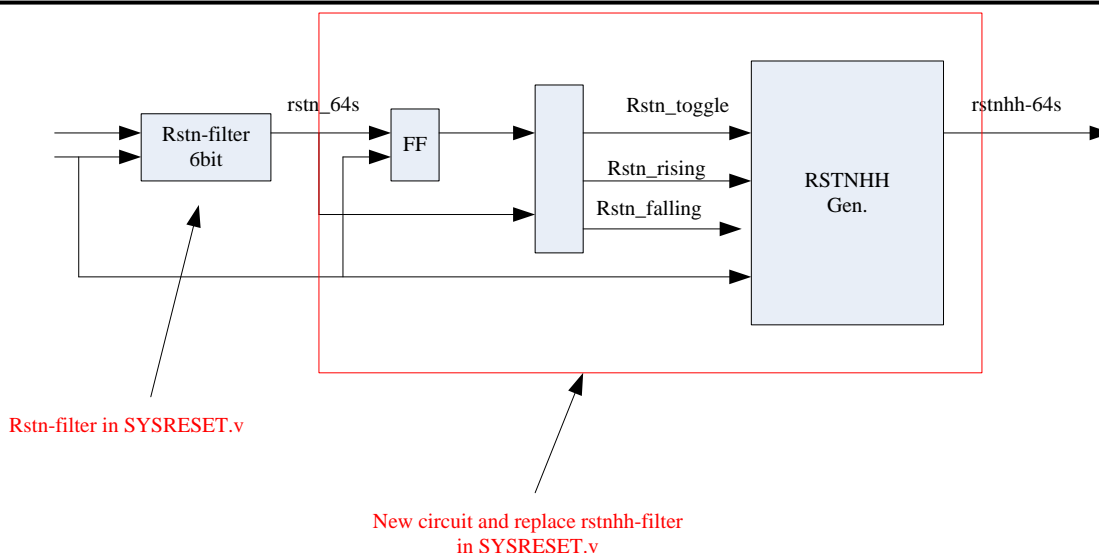 rstn_64s
Rstn-filter
6bit
FF
Rstn_toggle
Rstn_rising
Rstn_falling
RSTNHH
Gen.
rstnhh-64s
Rstn-filter in SYSRESET.v
New circuit and replace rstnhh-filter
in SYSRESET.v